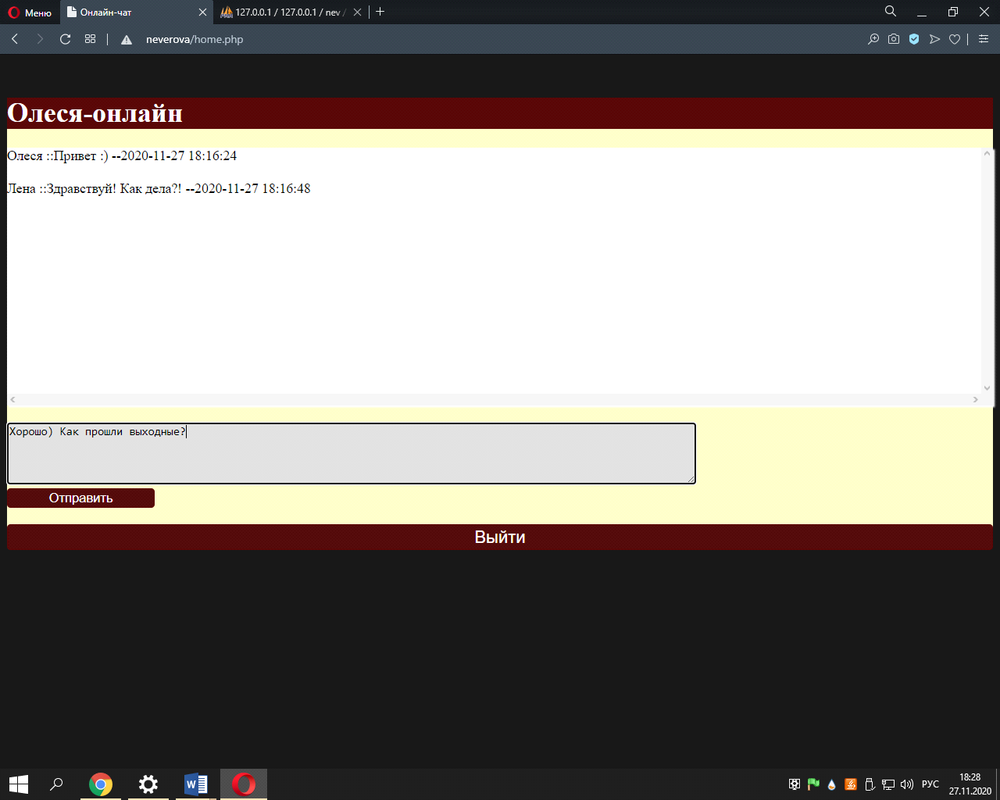 Меню
Онлайн-чат
127.0.0.1 / 127.0.0.1 / nev /
neverova/home.php
Олеся-онлайн
Олеся ::Привет :) --2020-11-27 18:16:24
Лена ::Здравствуй! Как дела?! --2020-11-27 18:16:48
Хорошо) Как прошли выходные?
Отправить
Выйти
РУС
18:28
27.11.2020